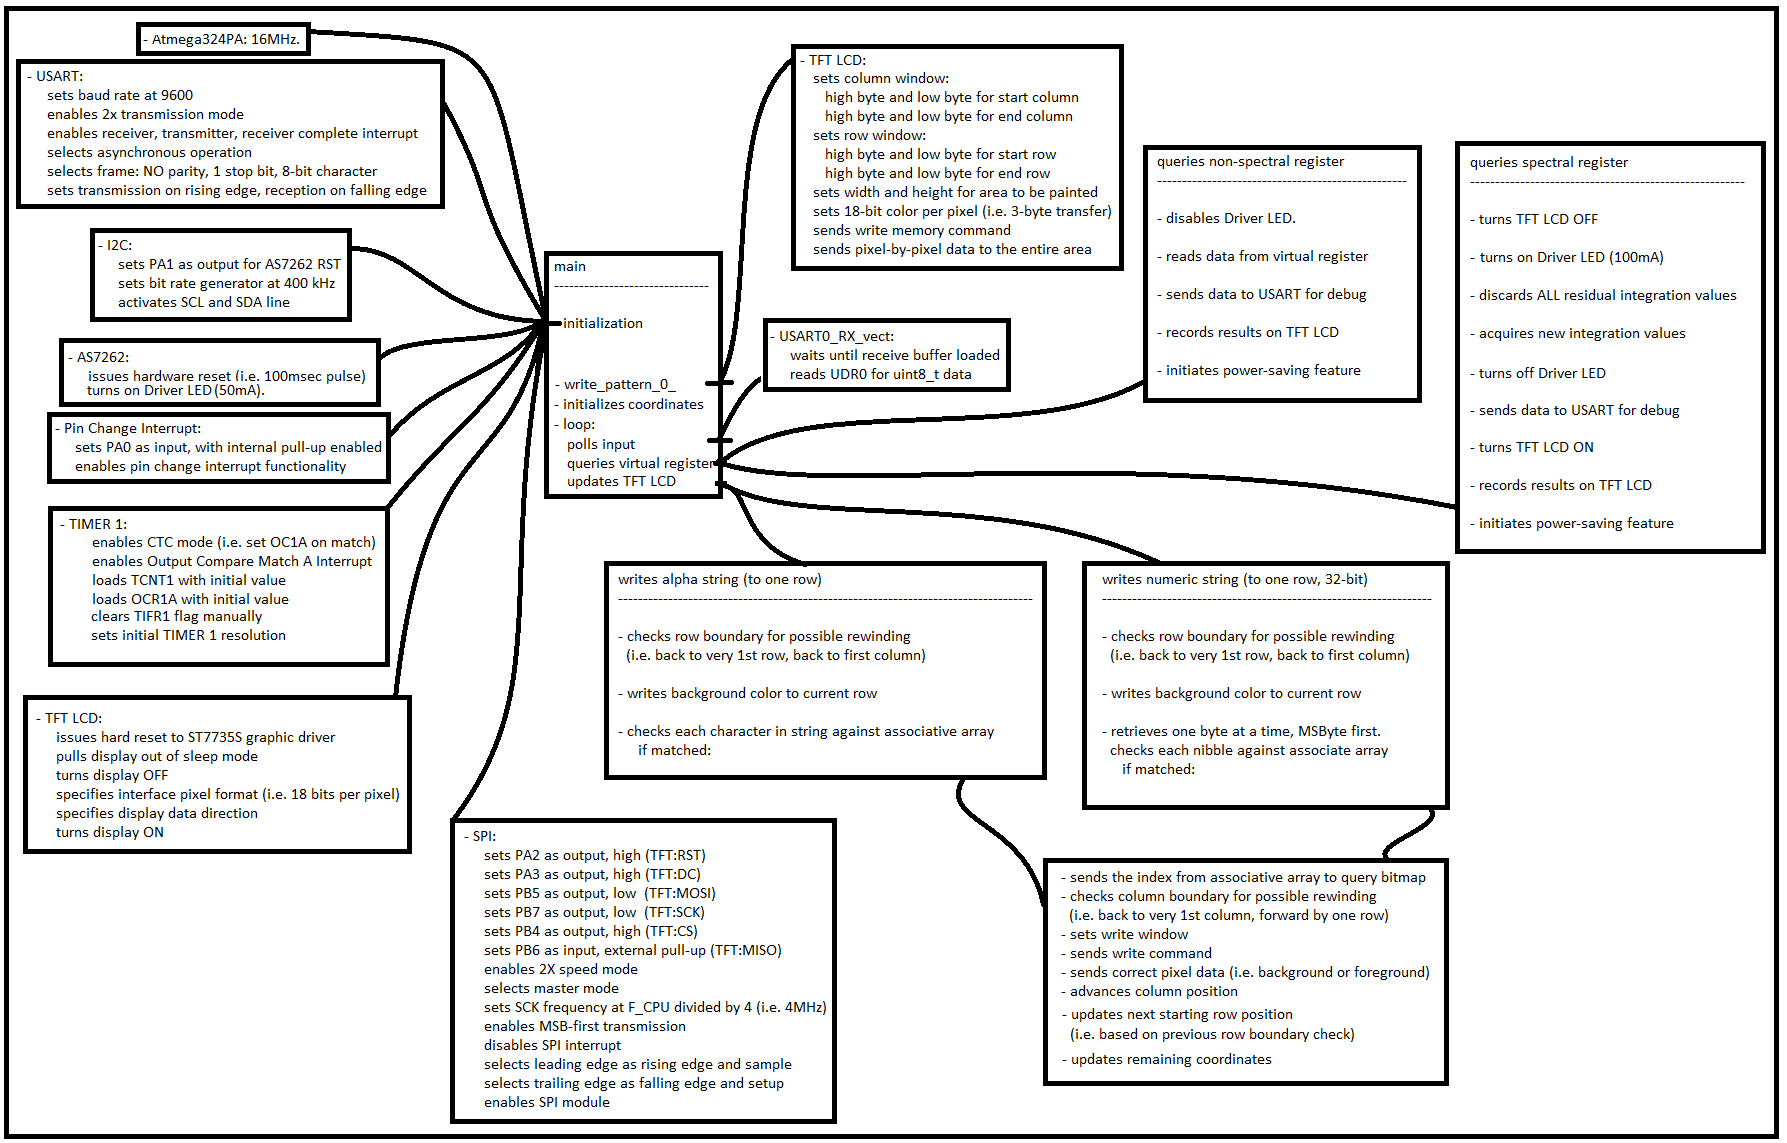 - Atmega324PA: 16MHz.
- USART:
sets baud rate at 9600
enables 2x transmission mode
enables receiver, transmitter, receiver complete interrupt
selects asynchronous operation
selects frame: NO parity, 1 stop bit, 8-bit character
sets transmission on rising edge, reception on falling edge
- I2C:
sets PA1 as output for AS7262 RST
sets bit rate generator at 400 kHz
activates SCL and SDA line
- AS7262:
issues hardware reset (i.e. 100msec pulse)
turns on Driver LED (50mA).
- Pin Change Interrupt:
sets PA0 as input, with internal pull-up enabled
enables pin change interrupt functionality
- TIMER 1:
enables CTC mode (i.e. set OC1A on match)
enables Output Compare Match A Interrupt
loads TCNT1 with initial value
loads OCR1A with initial value
clears TIFR1 flag manually
sets initial TIMER 1 resolution
- TFT LCD:
issues hard reset to ST7735S graphic driver
pulls display out of sleep mode
turns display OFF
specifies interface pixel format (i.e. 18 bits per pixel)
specifies display data direction
turns display ON
- SPI:
sets PA2 as output, high (TFT:RST)
sets PA3 as output, high (TFT:DC)
sets PB5 as output, low (TFT:MOSI)
sets PB7 as output, low (TFT:SCK)
sets PB4 as output, high (TFT:CS)
sets PB6 as input, external pull-up (TFT:MISO)
enables 2X speed mode
selects master mode
sets SCK frequency at F_CPU divided by 4 (i.e. 4MHz)
enables MSB-first transmission
disables SPI interrupt
selects leading edge as rising edge and sample
selects trailing edge as falling edge and setup
enables SPI module
main
-------------------------------
initialization
- write_pattern_0_
- initializes coordinates
- loop:
polls input
queries virtual register
updates TFT LCD
- TFT LCD:
sets column window:
high byte and low byte for start column
high byte and low byte for end column
sets row window:
high byte and low byte for start row
high byte and low byte for end row
sets width and height for area to be painted
sets 18-bit color per pixel (i.e. 3-byte transfer)
sends write memory command
sends pixel-by-pixel data to the entire area
- USART0_RX_vect:
waits until receive buffer loaded
reads UDR0 for uint8_t data
queries non-spectral register
--------------------------------------------------
- disables Driver LED.
- reads data from virtual register
- sends data to USART for debug
- records results on TFT LCD
- initiates power-saving feature
queries spectral register
-------------------------------------------------------
- turns TFT LCD OFF
- turns on Driver LED (100mA)
- discards ALL residual integration values
- acquires new integration values
- turns off Driver LED
- sends data to USART for debug
- turns TFT LCD ON
- records results on TFT LCD
- initiates power-saving feature
writes alpha string (to one row)
-----------------------------------------------------------------------------------
- checks row boundary for possible rewinding
(i.e. back to very 1st row, back to first column)
- writes background color to current row
- checks each character in string against associative array
if matched:
writes numeric string (to one row, 32-bit)
------------------------------------------------------------------
- checks row boundary for possible rewinding
(i.e. back to very 1st row, back to first column)
- writes background color to current row
- retrieves one byte at a time, MSByte first.
checks each nibble against associate array
if matched:
- sends the index from associative array to query bitmap
- checks column boundary for possible rewinding
(i.e. back to very 1st column, forward by one row)
- sets write window
- sends write command
- sends correct pixel data (i.e. background or foreground)
- advances column position
- updates next starting row position
(i.e. based on previous row boundary check)
- updates remaining coordinates